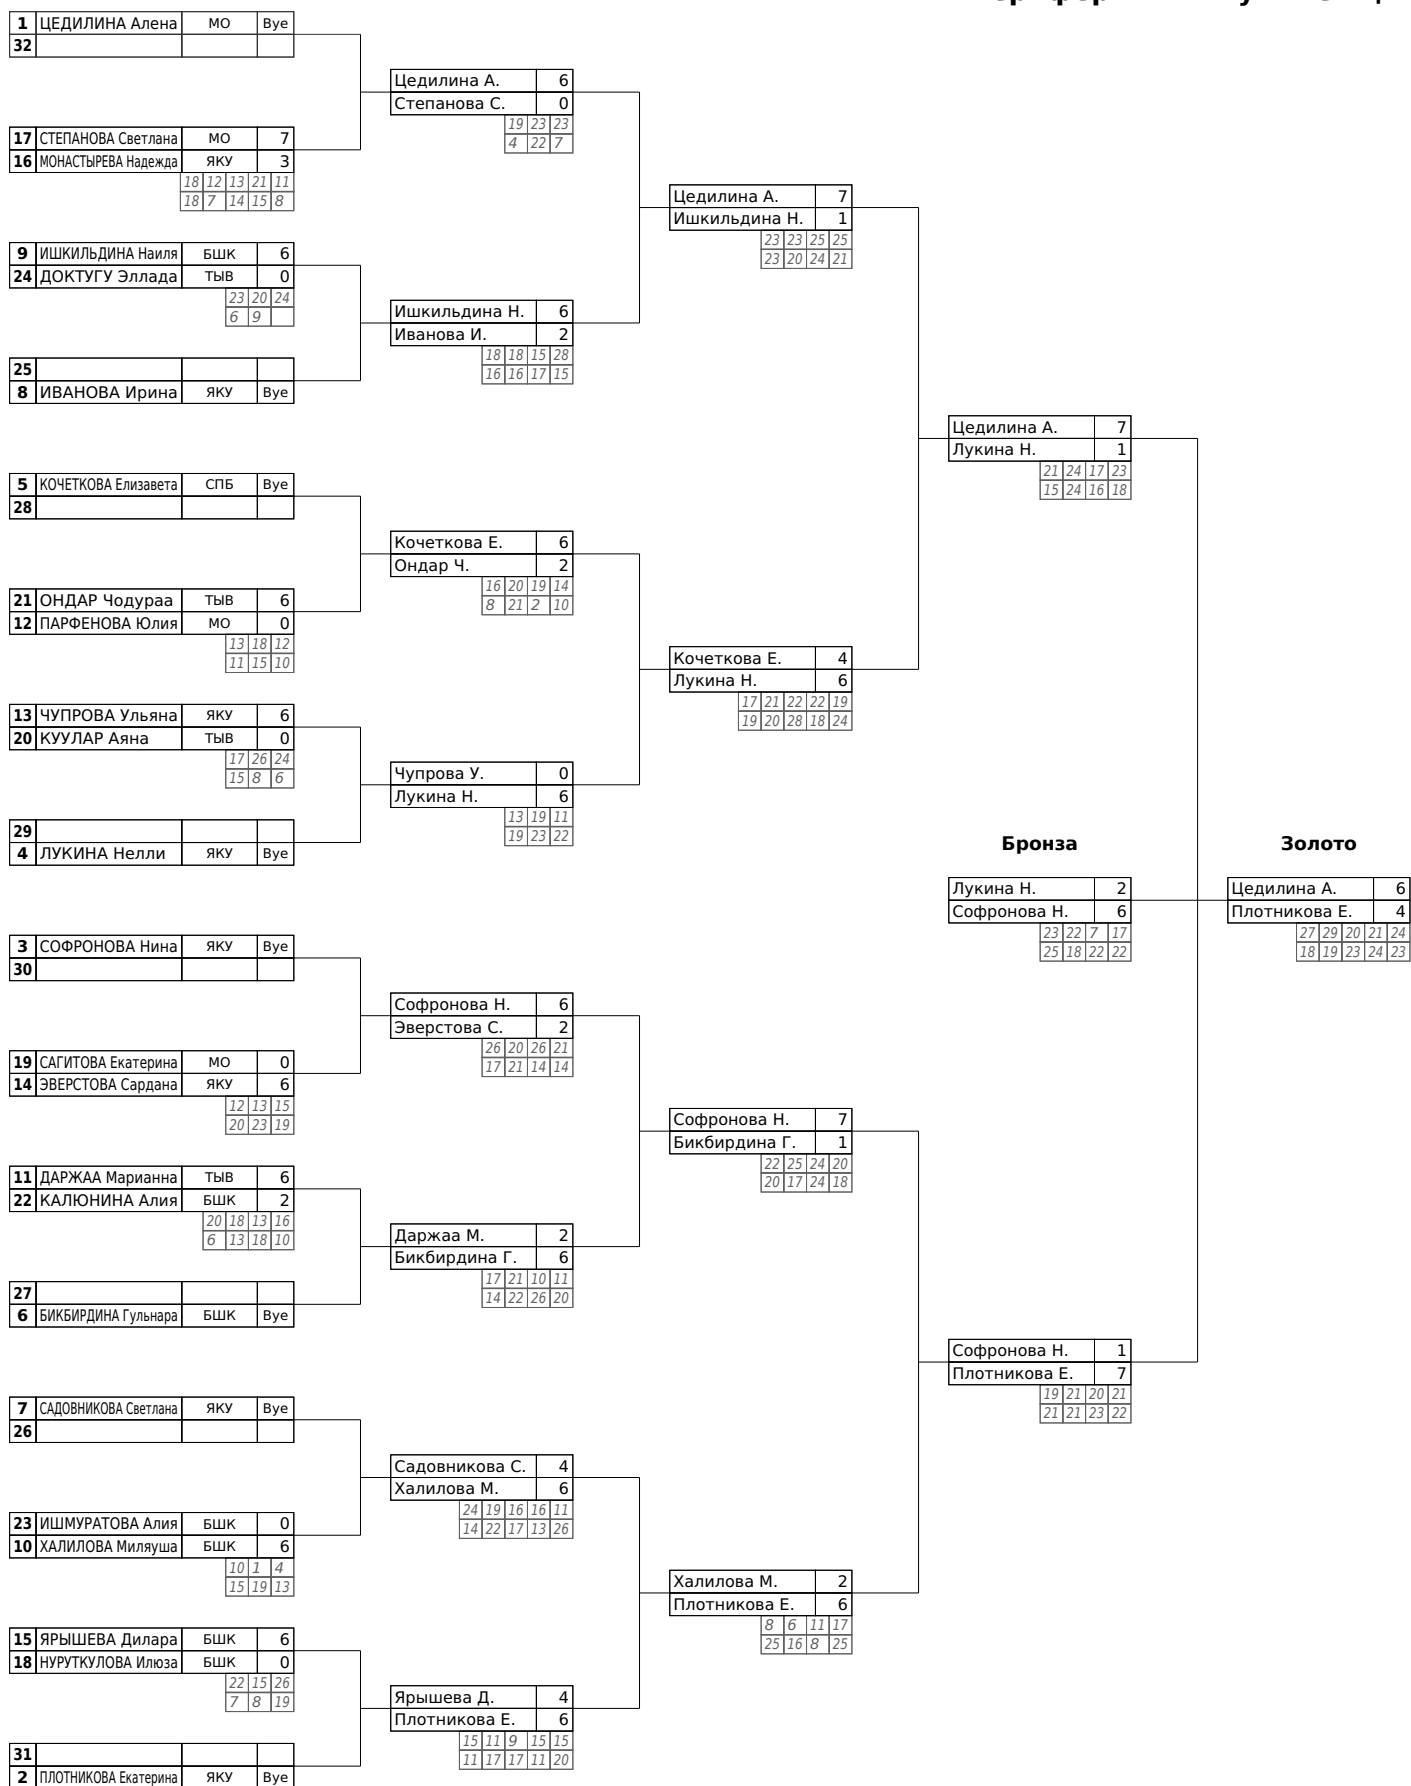 1 ЦЕДИЛИНА Алена МО Bye
32
Цедилина А. 6
Степанова С. 0
19 23 23
4 22 7
17 СТЕПАНОВА Светлана МО 7
16 МОНАСТЫРЕВА Надежда ЯКУ 3
18 12 13 21 11
18 7 14 15 8
Цедилина А. 7
Ишкильдина Н. 1
23 23 25 25
23 20 24 21
9 ИШКИЛЬДИНА Наиля БШК 6
24 ДОКТУГУ Эллада ТЫВ 0
23 20 24
6 9
Ишкильдина Н. 6
Иванова И. 2
18 18 15 28
16 16 17 15
25
8 ИВАНОВА Ирина ЯКУ Bye
Цедилина А. 7
Лукина Н. 1
21 24 17 23
15 24 16 18
5 КОЧЕТКОВА Елизавета СПБ Bye
28
Кочеткова Е. 6
Ондар Ч. 2
16 20 19 14
8 21 2 10
21 ОНДАР Чодураа ТЫВ 6
12 ПАРФЕНОВА Юлия МО 0
13 18 12
11 15 10
Кочеткова Е. 4
Лукина Н. 6
17 21 22 22 19
19 20 28 18 24
13 ЧУПРОВА Ульяна ЯКУ 6
20 КУУЛАР Аяна ТЫВ 0
17 26 24
15 8 6
Чупрова У. 0
Лукина Н. 6
13 19 11
19 23 22
29
4 ЛУКИНА Нелли ЯКУ Bye
Бронза Золото
Лукина Н. 2 Цедилина А. 6
Софронова Н. 6 Плотникова Е. 4
23 22 7 17 27 29 20 21 24
25 18 22 22 18 19 23 24 23
3 СОФРОНОВА Нина ЯКУ Bye
30
Софронова Н. 6
Эверстова С. 2
26 20 26 21
17 21 14 14
19 САГИТОВА Екатерина МО 0
14 ЭВЕРСТОВА Сардана ЯКУ 6
12 13 15
20 23 19
Софронова Н. 7
Бикбирдина Г. 1
22 25 24 20
20 17 24 18
11 ДАРЖАА Марианна ТЫВ 6
22 КАЛЮНИНА Алия БШК 2
20 18 13 16
6 13 18 10
Даржаа М. 2
Бикбирдина Г. 6
17 21 10 11
14 22 26 20
27
6 БИКБИРДИНА Гульнара БШК Bye
Софронова Н. 1
Плотникова Е. 7
19 21 20 21
21 21 23 22
7 САДОВНИКОВА Светлана ЯКУ Bye
26
Садовникова С. 4
Халилова М. 6
24 19 16 16 11
14 22 17 13 26
23 ИШМУРАТОВА Алия БШК 0
10 ХАЛИЛОВА Миляуша БШК 6
10 1 4
15 19 13
Халилова М. 2
Плотникова Е. 6
8 6 11 17
25 16 8 25
15 ЯРЫШЕВА Дилара БШК 6
18 НУРУТКУЛОВА Илюза БШК 0
22 15 26
7 8 19
Ярышева Д. 4
Плотникова Е. 6
15 11 9 15 15
11 17 17 11 20
31
2 ПЛОТНИКОВА Екатерина ЯКУ Bye